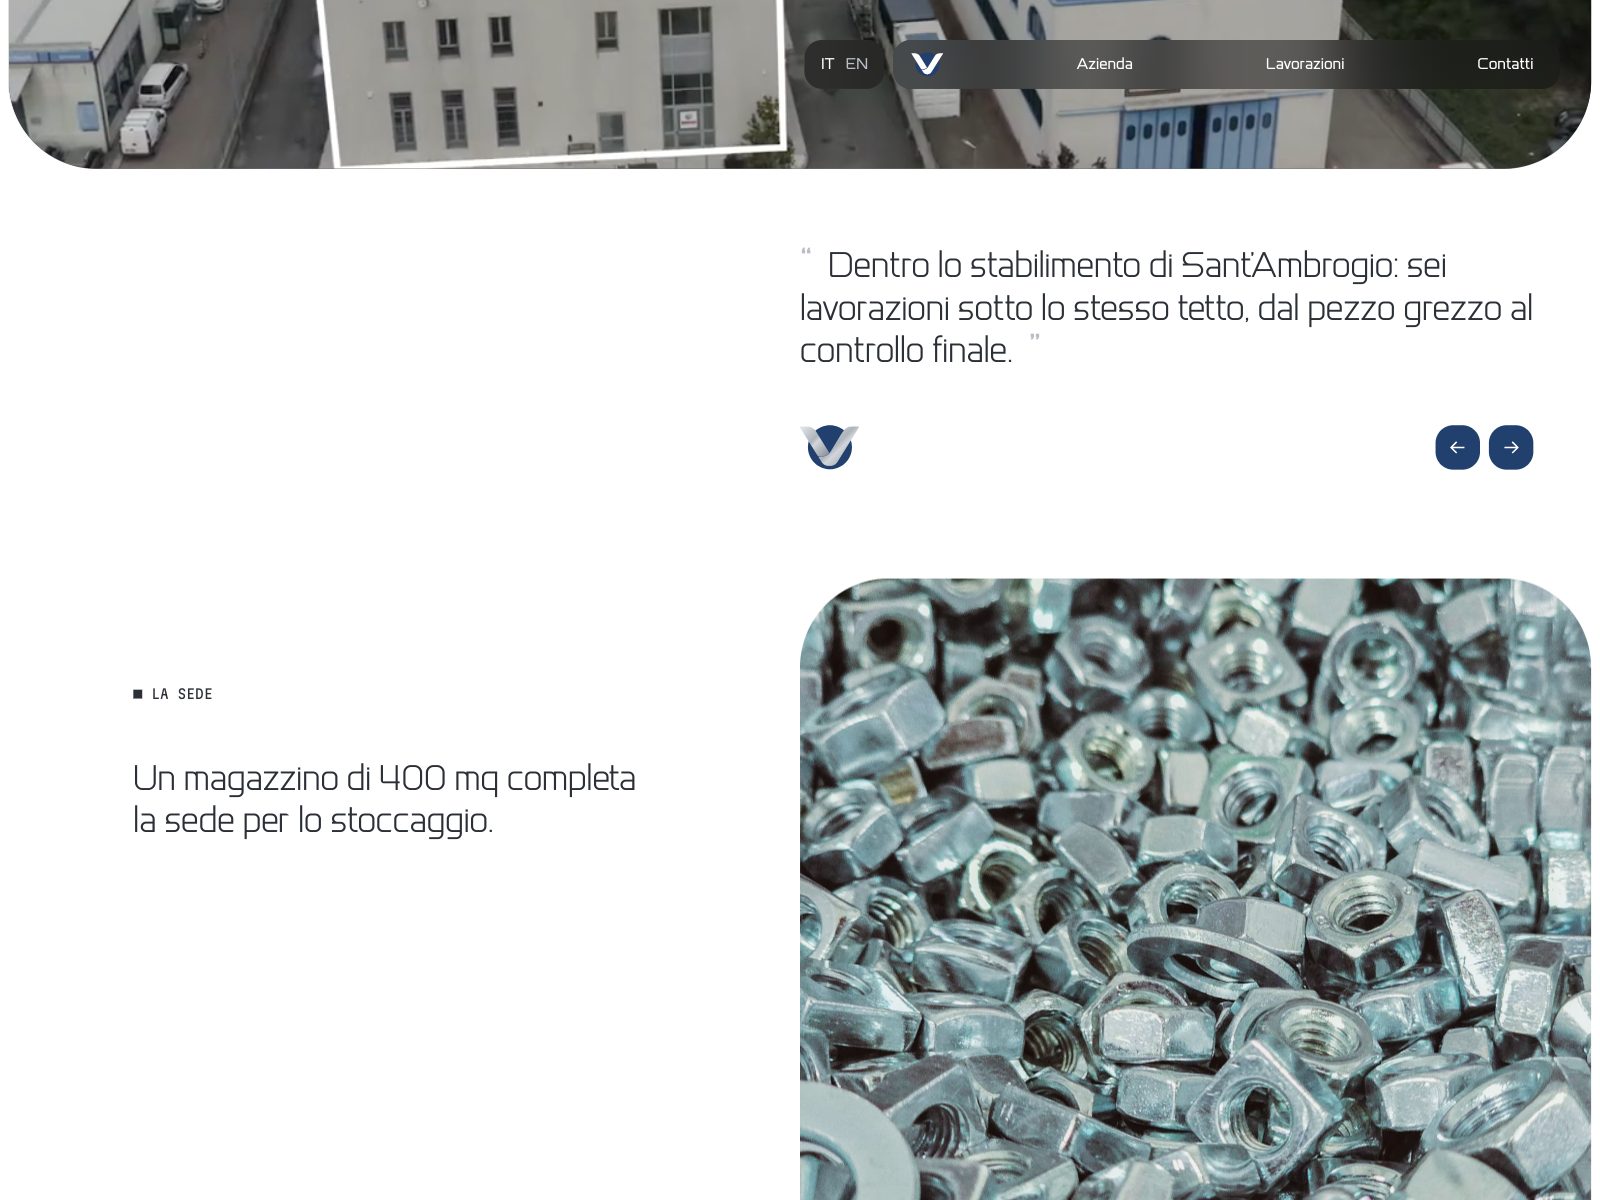 IT EN
Azienda
Lavorazioni
Contatti
“ Dentro lo stabilimento di Sant'Ambrogio: sei
lavorazioni sotto lo stesso tetto, dal pezzo grezzo al
controllo finale. ”
LA SEDE
Un magazzino di 400 mq completa
la sede per lo stoccaggio.